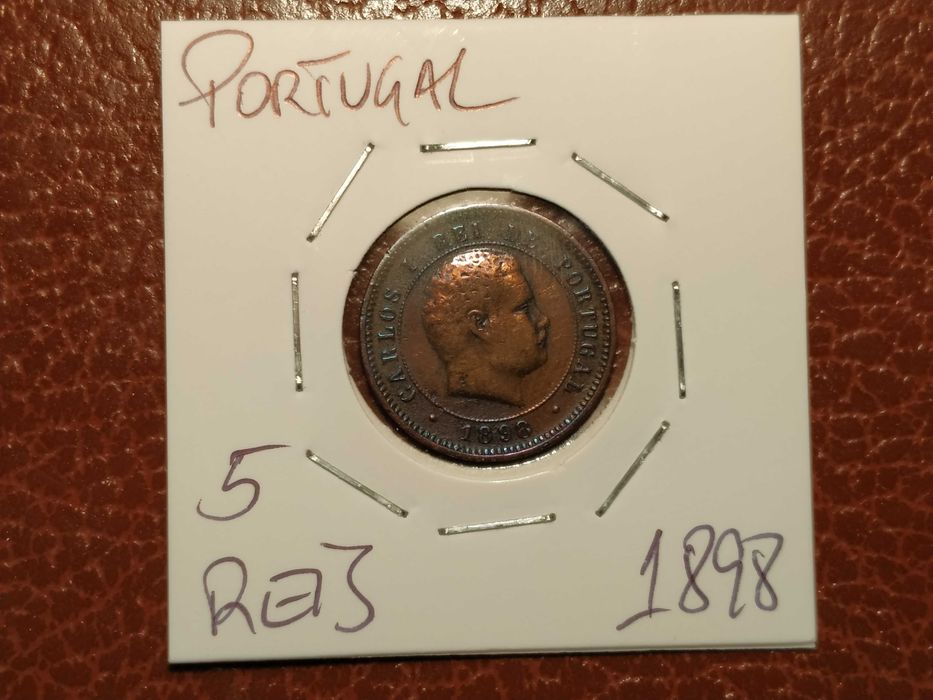 PORTUGAL
CARLOS I REI DE PORTUGAL
1898
5
REIS
1898